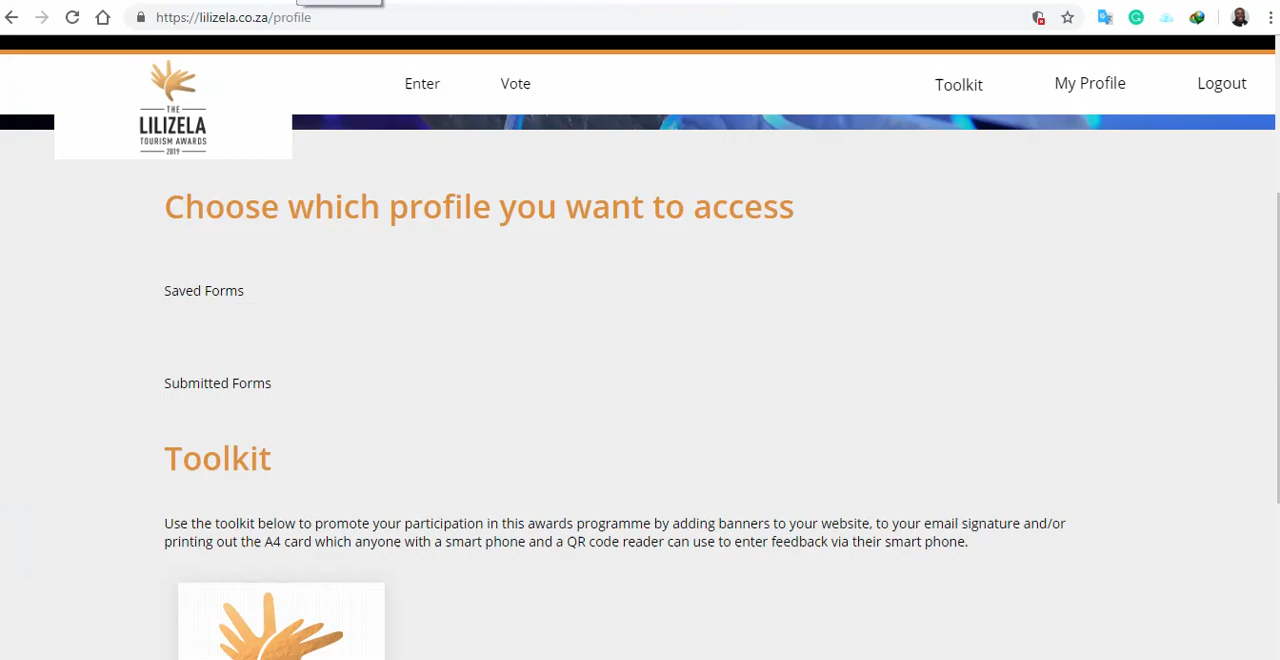 https://lilizela.co.za/profile
Enter Vote Toolkit My Profile Logout
THE
LILIZELA
TOURISM AWARDS
2019
Choose which profile you want to access
Saved Forms
Submitted Forms
Toolkit
Use the toolkit below to promote your participation in this awards programme by adding banners to your website, to your email signature and/or
printing out the A4 card which anyone with a smart phone and a QR code reader can use to enter feedback via their smart phone.